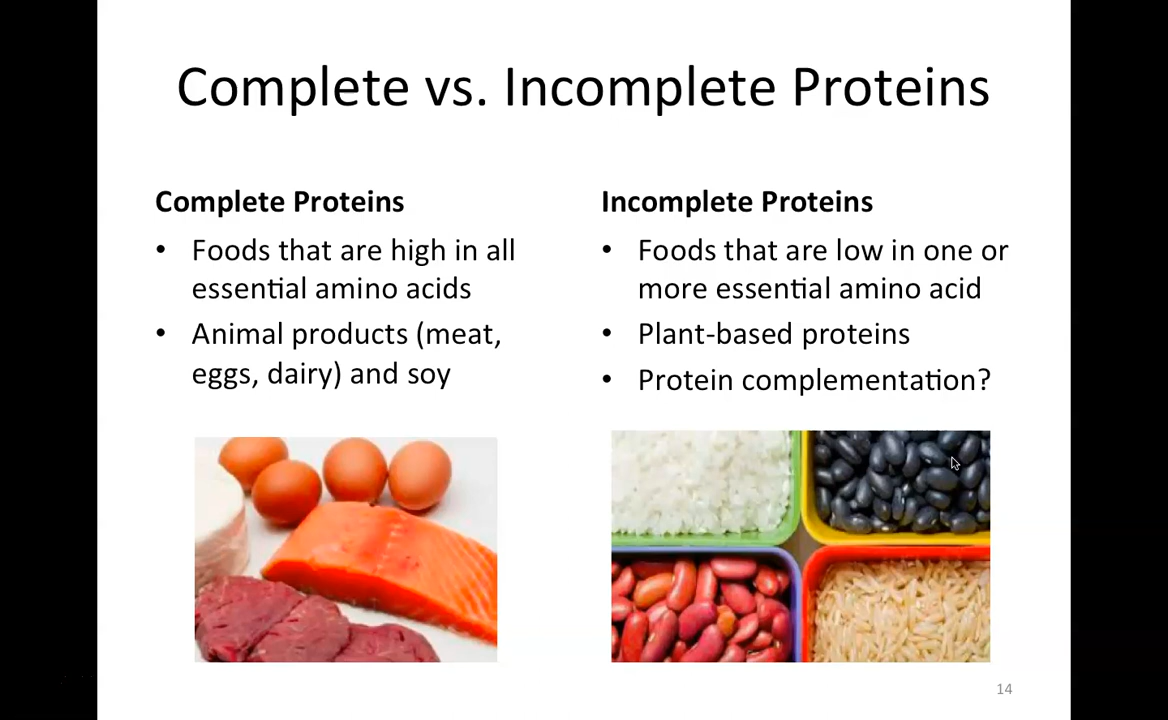 Complete vs. Incomplete Proteins
Complete Proteins
• Foods that are high in all
essential amino acids
• Animal products (meat,
eggs, dairy) and soy
Incomplete Proteins
• Foods that are low in one or
more essential amino acid
• Plant-based proteins
• Protein complementation?
14